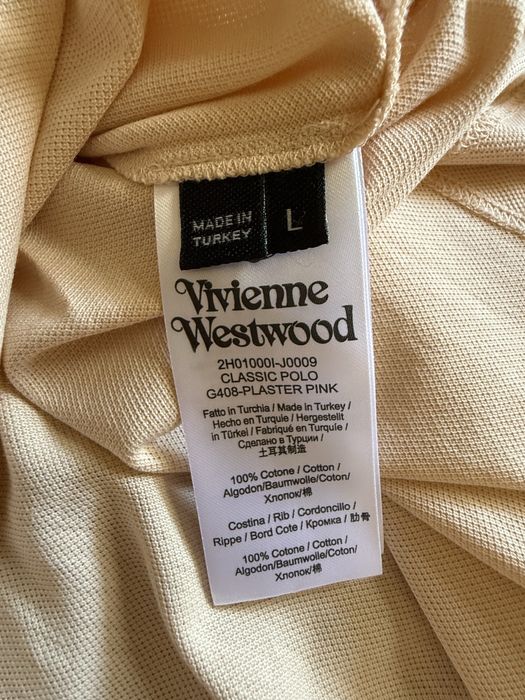 MADE IN
TURKEY
L
Vivienne
Westwood
2H01000I-J0009
CLASSIC POLO
G408-PLASTER PINK
Fatto in Turchia / Made in Turkey /
Hecho en Turquie / Hergestellt
in Türkei / Fabriqué en Turquie /
Сделано в Турции /
土耳其制造
100% Cotone / Cotton /
Algodon/Baumwolle/Coton/
Хлопок/棉
Costina / Rib / Cordoncillo /
Rippe / Bord Cote / Кромка / 肋骨
100% Cotone / Cotton /
Algodon/Baumwolle/Coton/
Хлопок/棉